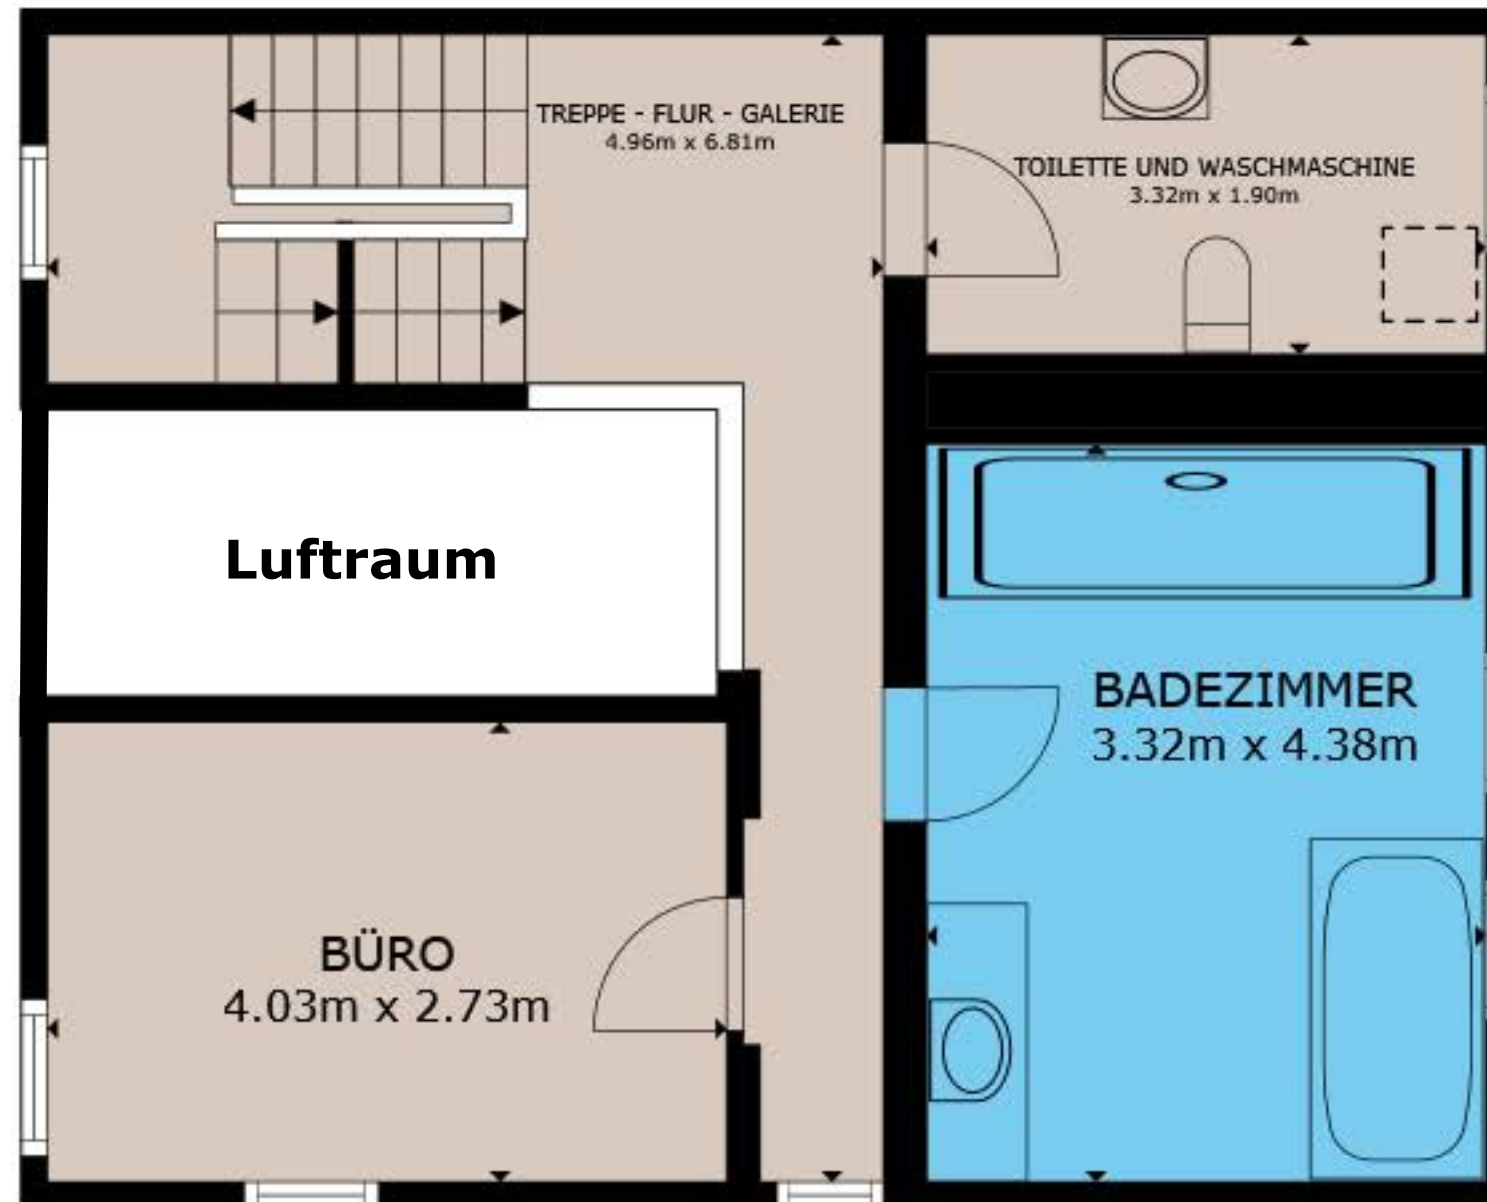 TREPPE - FLUR - GALERIE
4.96m x 6.81m
TOILETTE UND WASCHMASCHINE
3.32m x 1.90m
Luftraum
BADEZIMMER
3.32m x 4.38m
BÜRO
4.03m x 2.73m